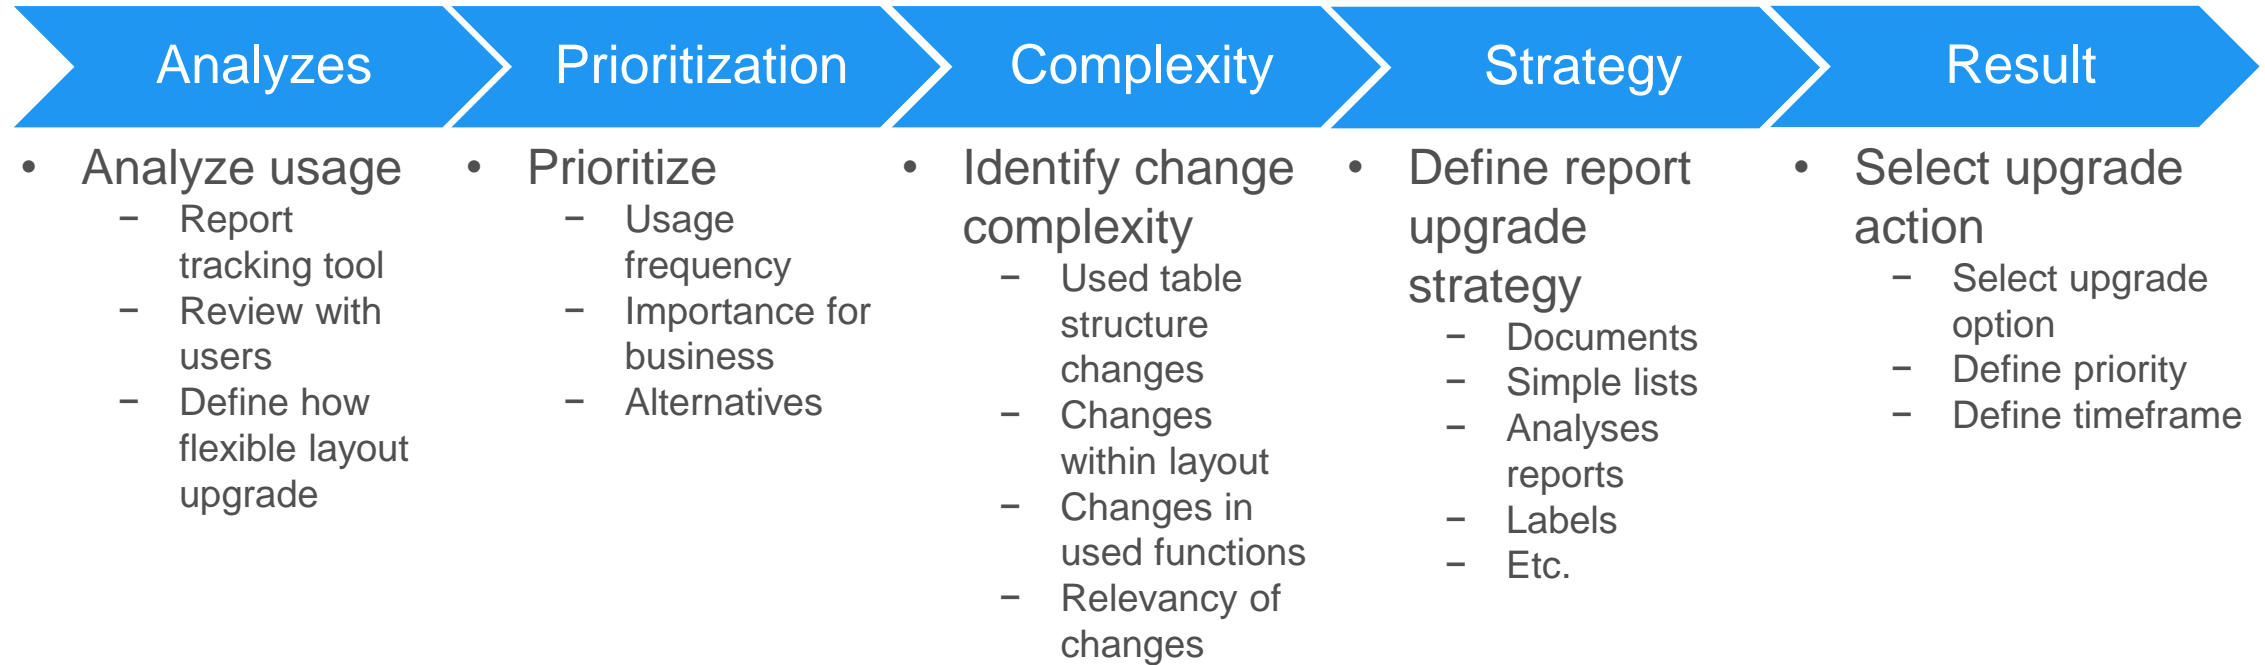 Analyzes
Prioritization
Complexity
Strategy
Result
• Analyze usage
− Report
tracking tool
− Review with
users
− Define how
flexible layout
upgrade
• Prioritize
− Usage
frequency
− Importance for
business
− Alternatives
• Identify change
complexity
− Used table
structure
changes
− Changes
within layout
− Changes in
used functions
− Relevancy of
changes
• Define report
upgrade
strategy
− Documents
− Simple lists
− Analyses
reports
− Labels
− Etc.
• Select upgrade
action
− Select upgrade
option
− Define priority
− Define timeframe